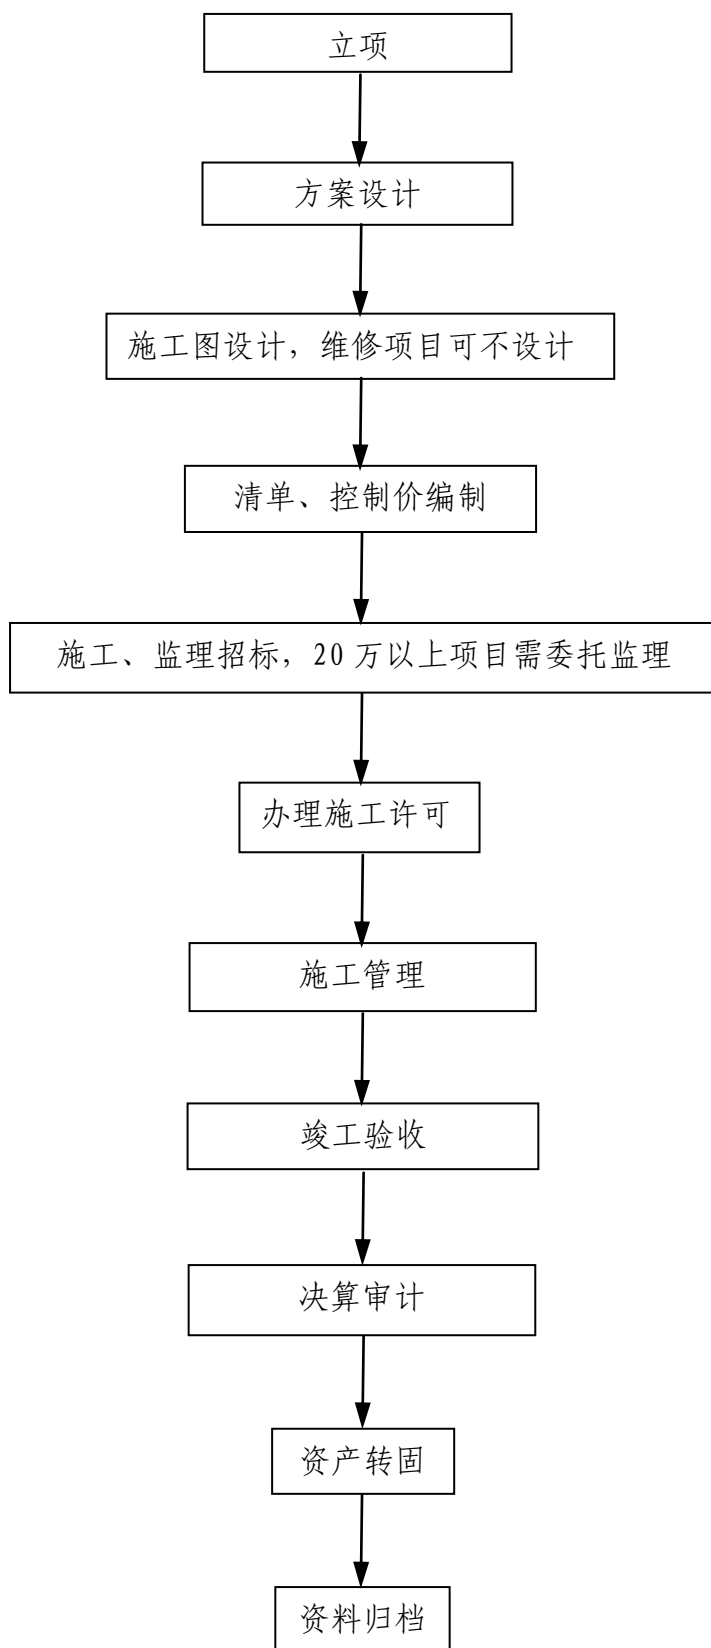 立项
方案设计
施工图设计，维修项目可不设计
清单、控制价编制
施工、监理招标，20 万以上项目需委托监理
办理施工许可
施工管理
竣工验收
决算审计
资产转固
资料归档